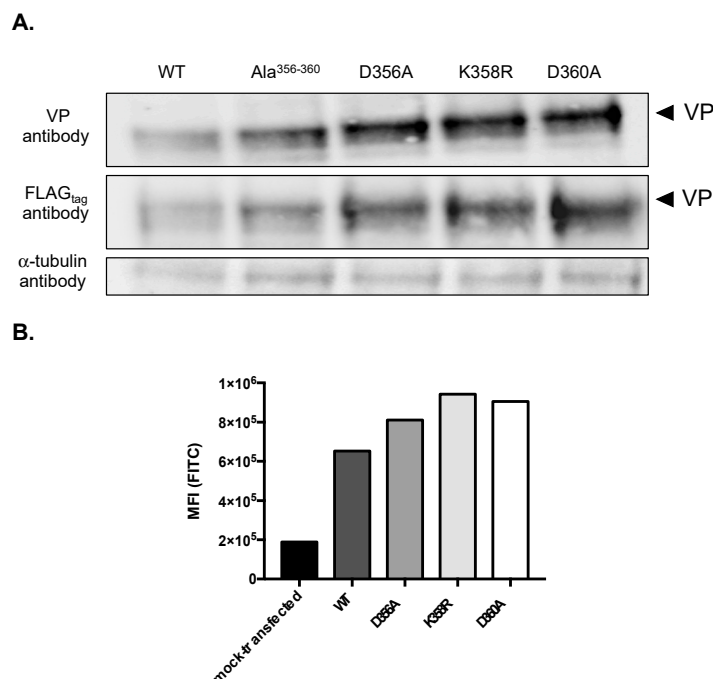 A.
WT Ala356-360 D356A K358R D360A
VP
antibody
◄ VP
FLAGtag
antibody
◄ VP
α-tubulin
antibody
B.
1×10⁶
8×10⁵
6×10⁵
4×10⁵
2×10⁵
0
MFI (FITC)
mock-transfected
WT
D356A
K358R
D360A